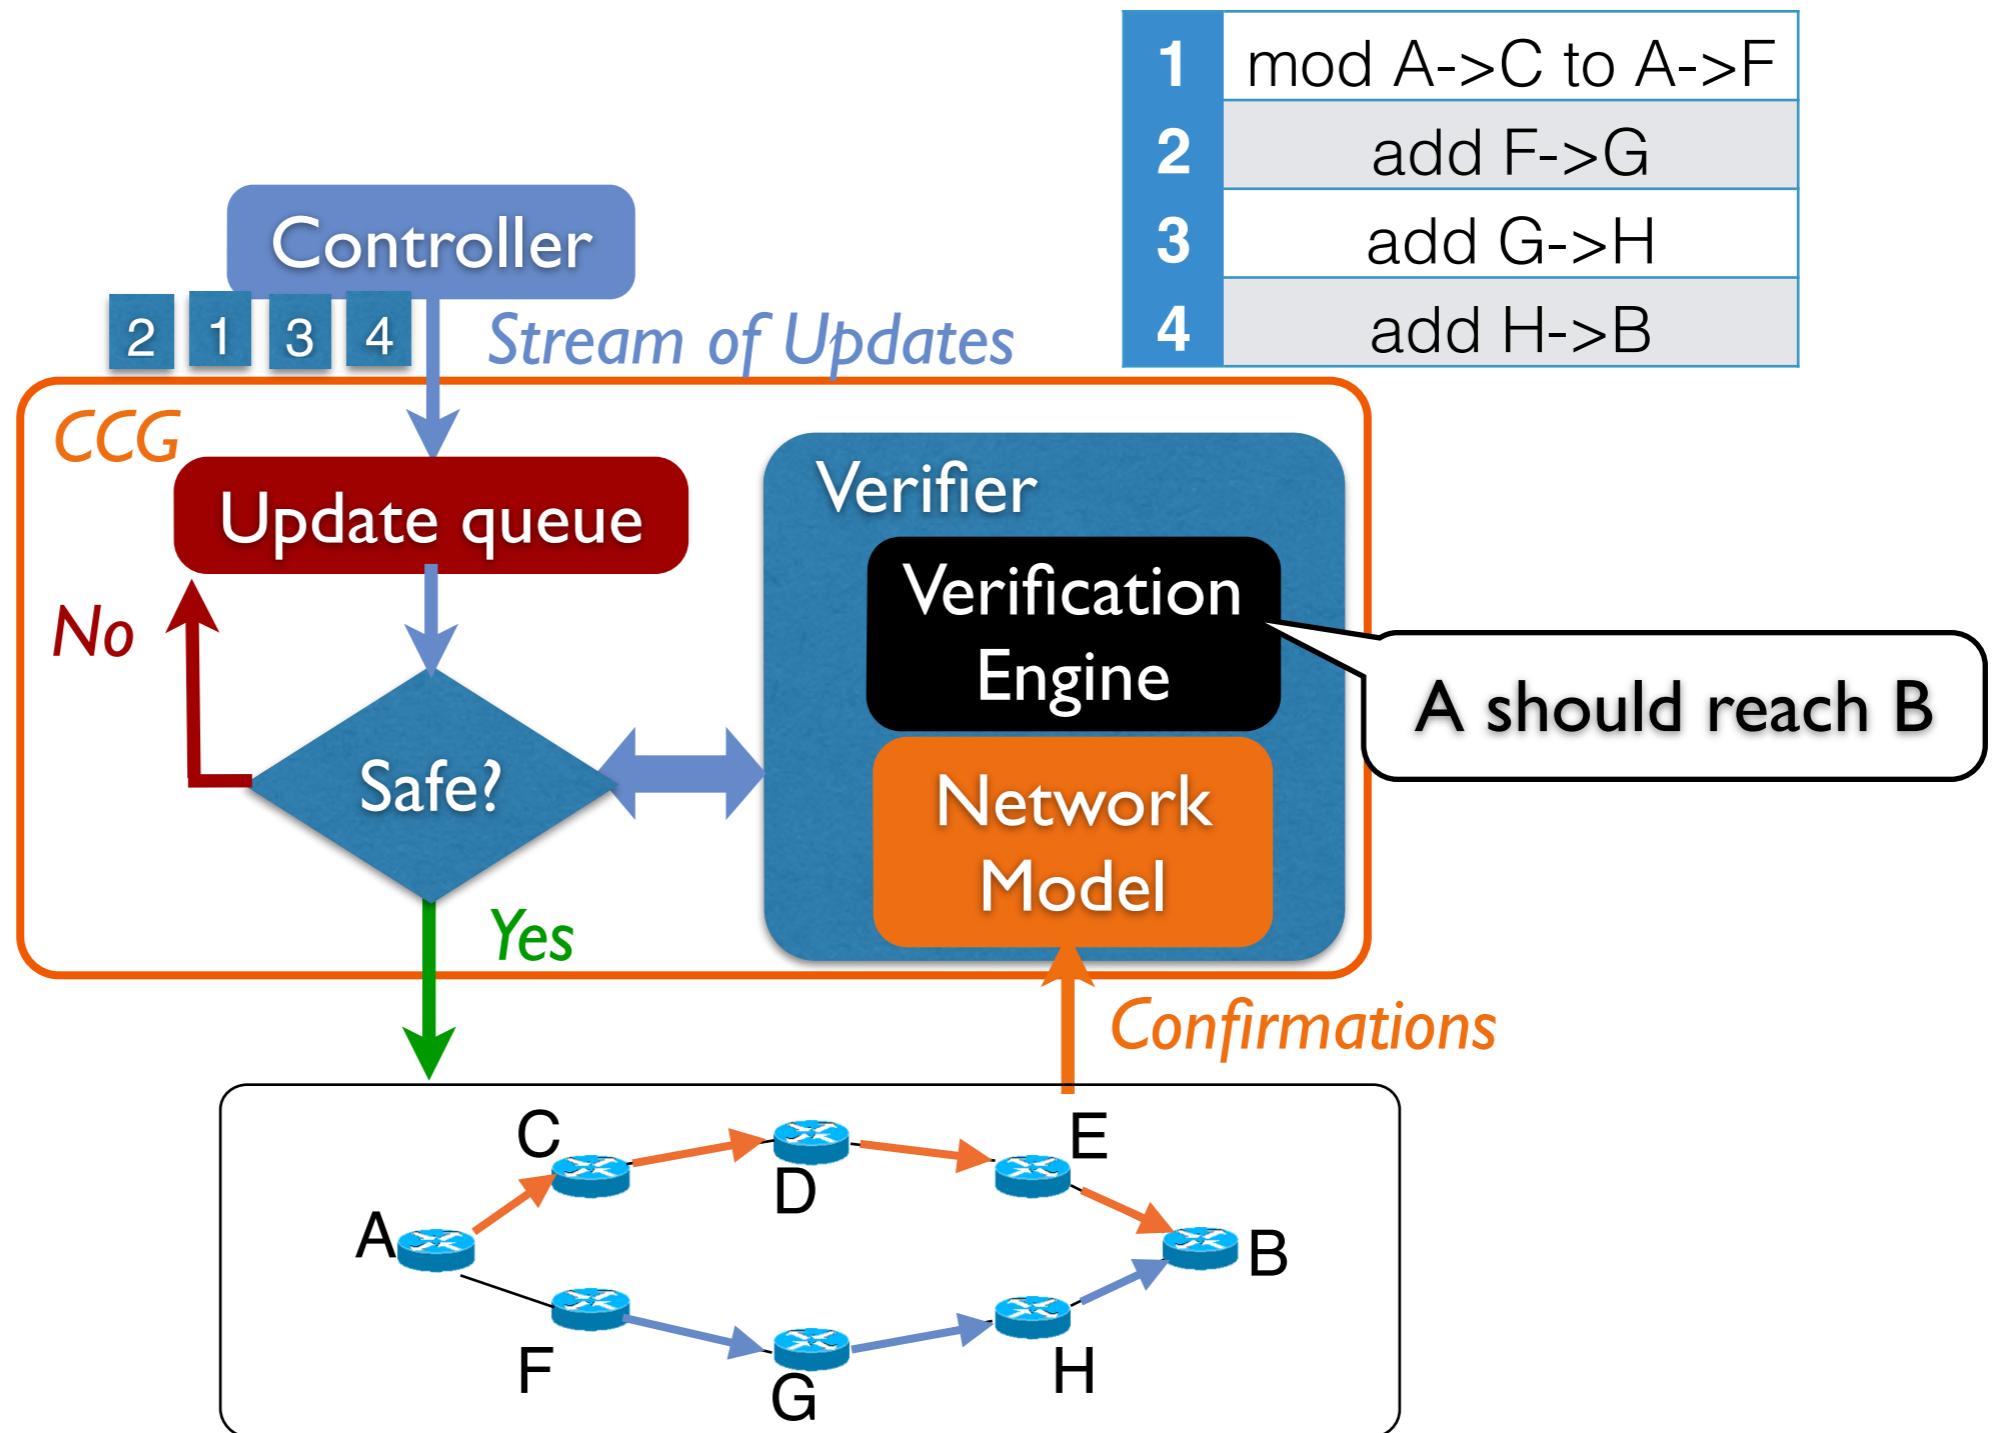 1 mod A->C to A->F
2 add F->G
3 add G->H
4 add H->B
Controller
2 1 3 4
Stream of Updates
CCG
Update queue
No
Safe?
Yes
Verifier
Verification
Engine
Network
Model
A should reach B
Confirmations
C
E
D
A
B
F
H
G